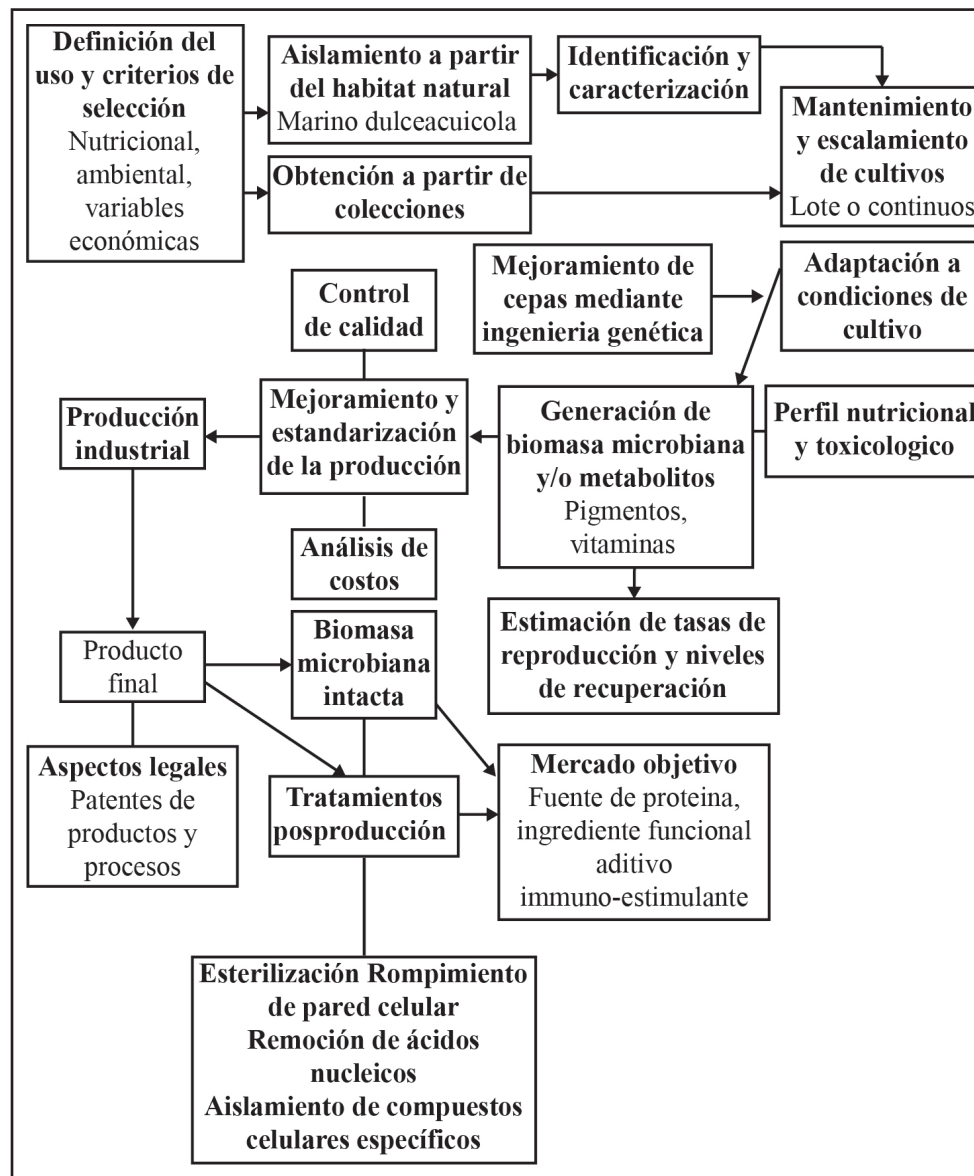 Definición del
uso y criterios de
selección
Nutricional,
ambiental,
variables
económicas
Aislamiento a partir
del habitat natural
Marino dulceacuicola
Identificación y
caracterización
Obtención a partir de
colecciones
Mantenimiento
y escalamiento
de cultivos
Lote o continuos
Adaptación a
condiciones de
cultivo
Mejoramiento de
cepas mediante
ingenieria genética
Generación de
biomasa microbiana
y/o metabolitos
Pigmentos,
vitaminas
Perfil nutricional
y toxicologico
Estimación de tasas de
reproducción y niveles
de recuperación
Control
de calidad
Mejoramiento y
estandarización
de la producción
Análisis de
costos
Producción
industrial
Producto
final
Aspectos legales
Patentes de
productos y
procesos
Biomasa
microbiana
intacta
Tratamientos
posproducción
Mercado objetivo
Fuente de proteina,
ingrediente funcional
aditivo
immuno-estimulante
Esterilización Rompimiento
de pared celular
Remoción de ácidos
nucleicos
Aislamiento de compuestos
celulares específicos